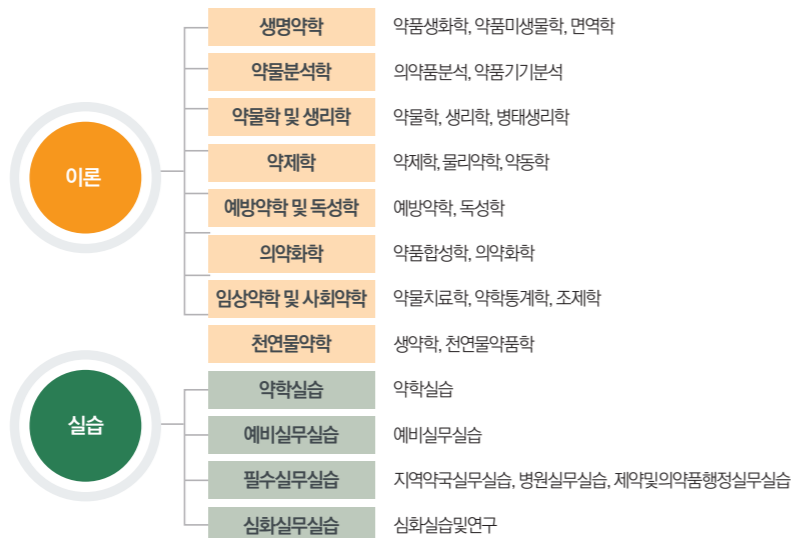 이론
생명약학 약품생화학, 약품미생물학, 면역학
약물분석학 의약품분석, 약품기기분석
약물학 및 생리학 약물학, 생리학, 병태생리학
약제학 약제학, 물리약학, 약동학
예방약학 및 독성학 예방약학, 독성학
의약화학 약품합성학, 의약화학
임상약학 및 사회약학 약물치료학, 약학통계학, 조제학
천연물약학 생약학, 천연물약품학
실습
약학실습 약학실습
예비실무실습 예비실무실습
필수실무실습 지역약국실무실습, 병원실무실습, 제약및의약품행정실무실습
심화실무실습 심화실습및연구